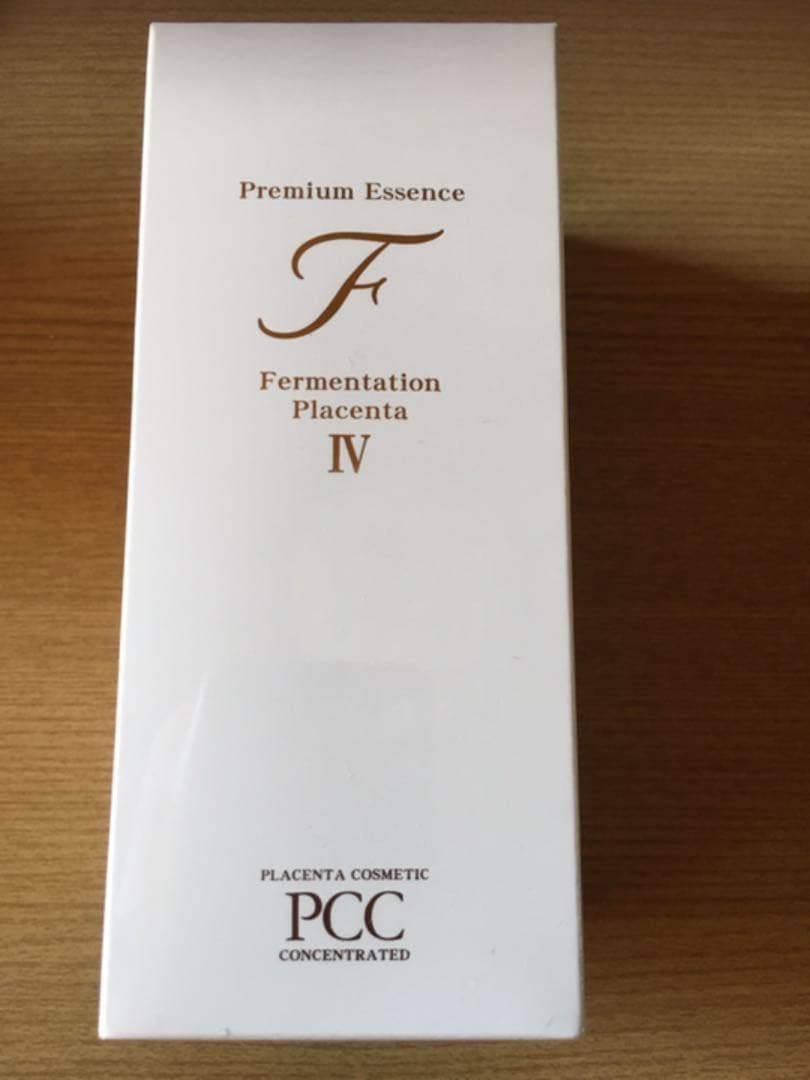 Premium Essence
F
Fermentation
Placenta
IV
PLACENTA COSMETIC
PCC
CONCENTRATED